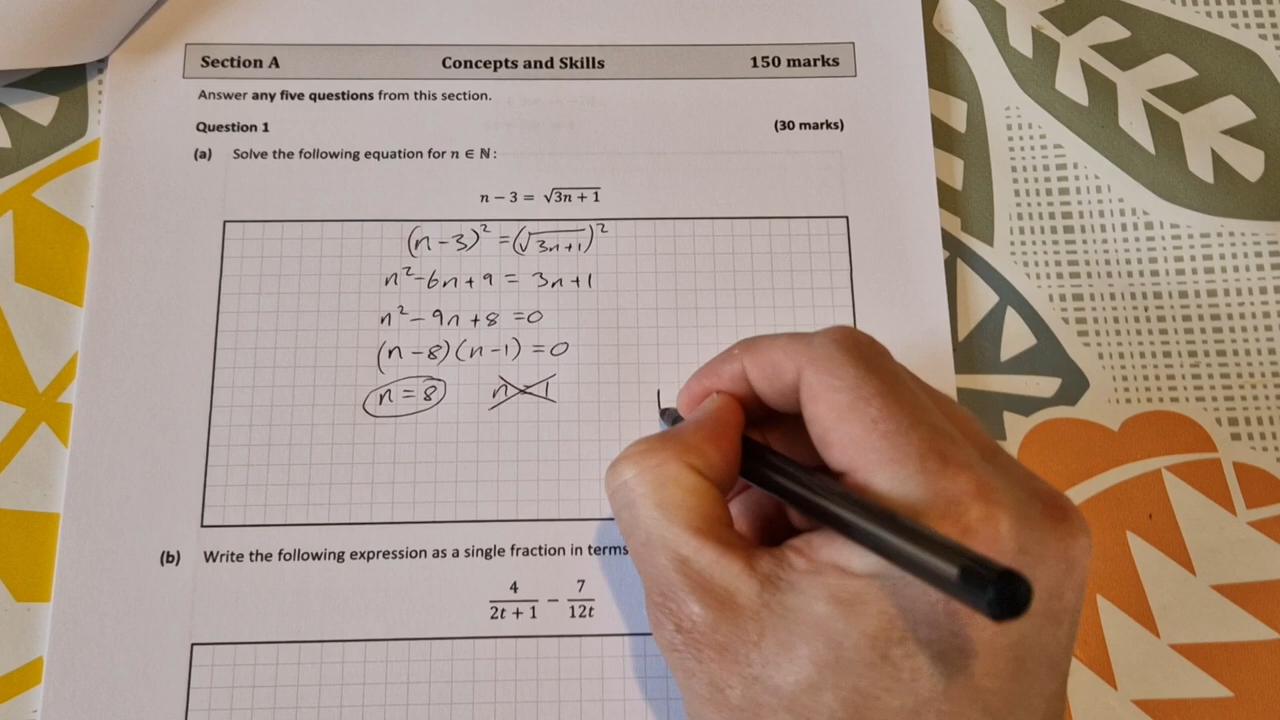 Section A Concepts and Skills 150 marks
Answer any five questions from this section.
Question 1 (30 marks)
(a) Solve the following equation for n ∈ ℕ:
n − 3 = √(3n + 1)
(n-3)² = (√(3n+1))²
n²-6n+9 = 3n+1
n²-9n+8 = 0
(n-8)(n-1) = 0
n = 8 n = 1
(b) Write the following expression as a single fraction in terms
4/(2t + 1) − 7/(12t)